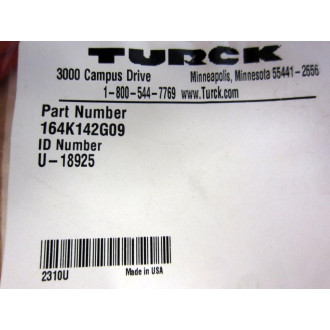 TURCK
3000 Campus Drive Minneapolis, Minnesota 55441-2656
1-800-544-7769 www.Turck.com
Part Number
164K142G09
ID Number
U-18925
2310U Made in USA